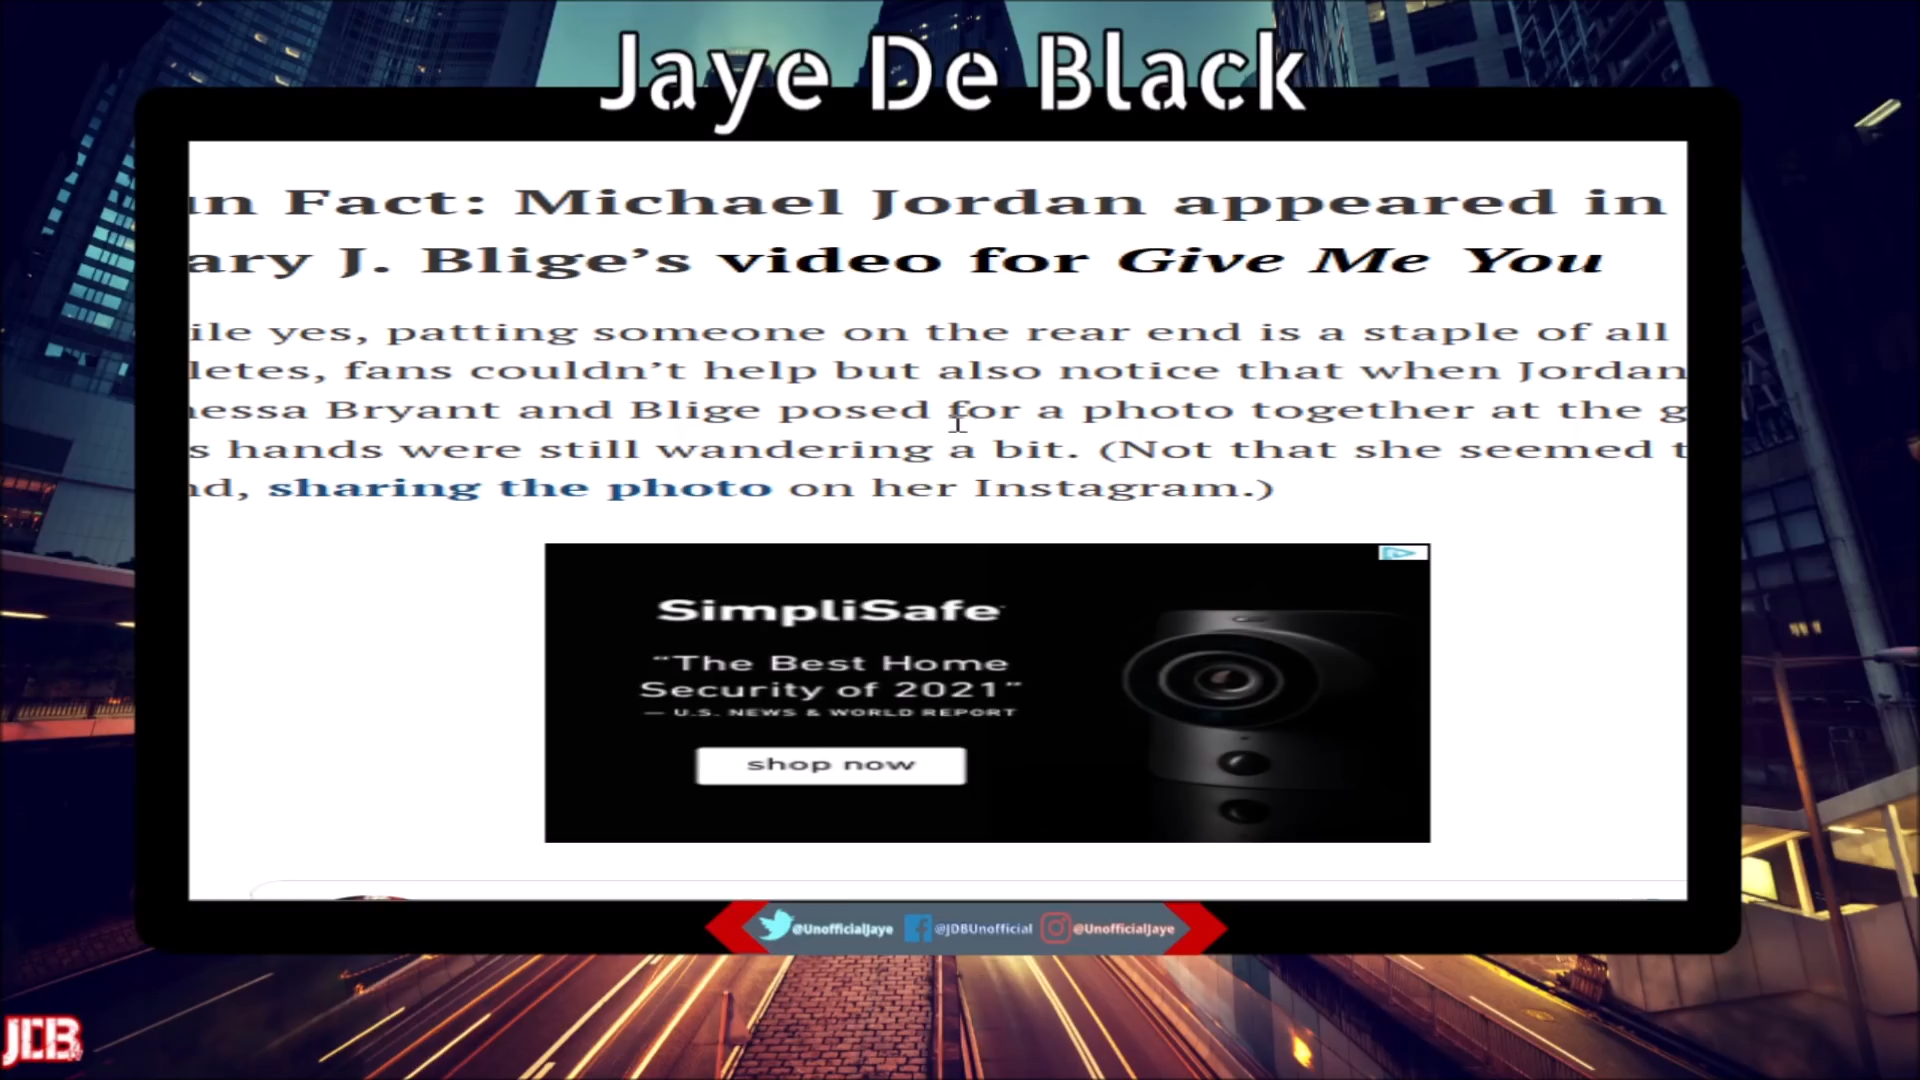 Jaye De Black
Fact: Michael Jordan appeared in
ary J. Blige's video for Give Me You
ile yes, patting someone on the rear end is a staple of all
letes, fans couldn't help but also notice that when Jordan
essa Bryant and Blige posed for a photo together at the g
s hands were still wandering a bit. (Not that she seemed t
d, sharing the photo on her Instagram.)
SimpliSafe
"The Best Home
Security of 2021"
— U.S. NEWS & WORLD REPORT
shop now
@UnofficialJaye @JDBUnofficial @UnofficialJaye